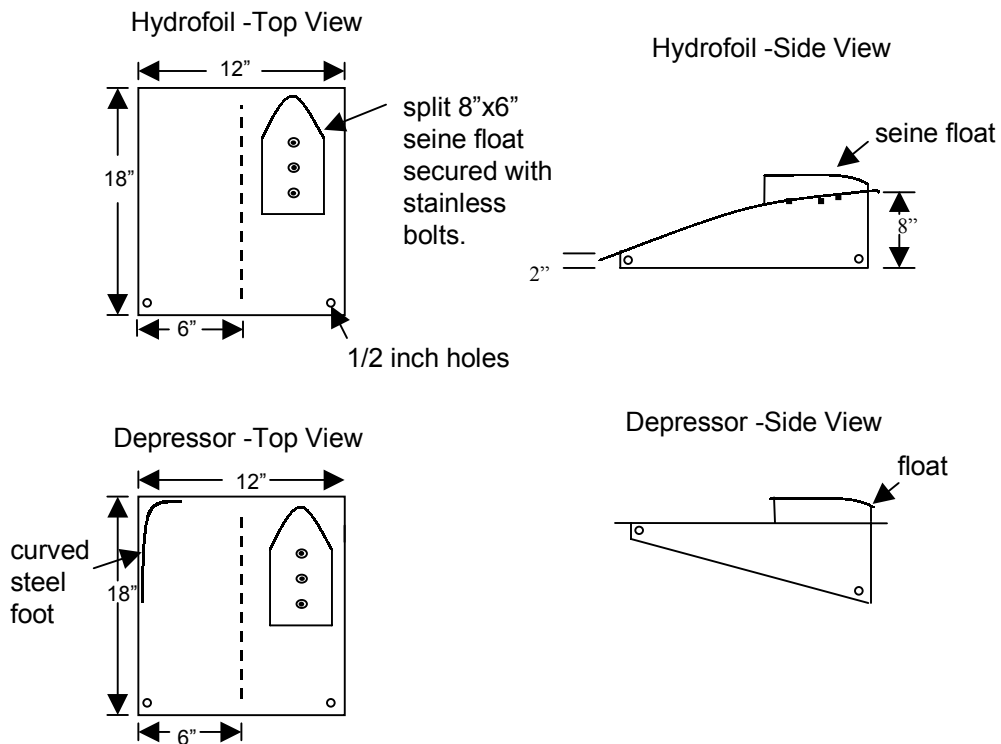 Hydrofoil -Top View
12”
18”
split 8”x6”
seine float
secured with
stainless
bolts.
6”
1/2 inch holes
Hydrofoil -Side View
seine float
8”
2”
Depressor -Top View
12”
curved
steel
foot
18”
6”
Depressor -Side View
float